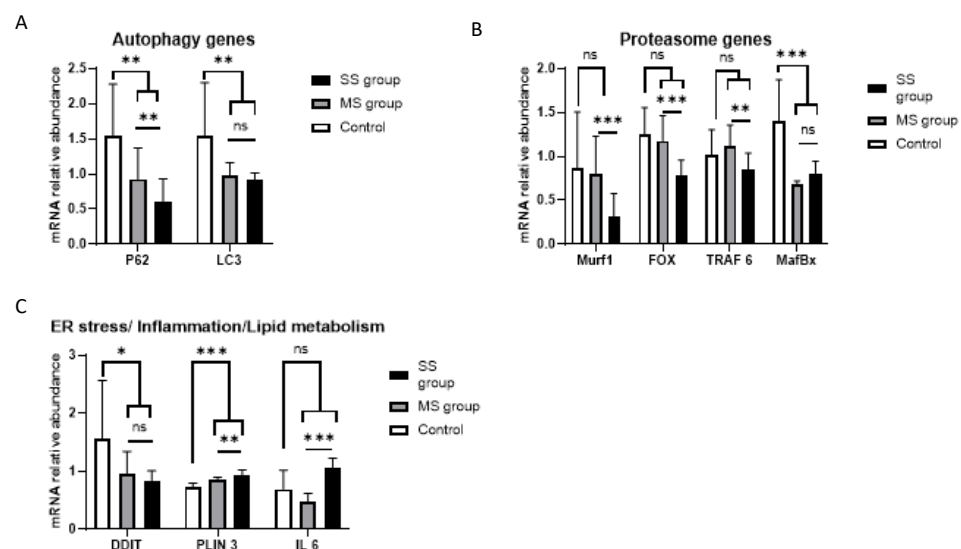 A
Autophagy genes
mRNA relative abundance
2.5
2.0
1.5
1.0
0.5
0.0
**
**
**
ns
P62
LC3
SS group
MS group
Control
B
Proteasome genes
mRNA relative abundance
2.0
1.5
1.0
0.5
0.0
ns
ns
ns
***
***
***
**
ns
Murf1
FOX
TRAF 6
MafBx
SS
group
MS group
Control
C
ER stress/ Inflammation/Lipid metabolism
mRNA relative abundance
3
2
1
0
*
***
ns
ns
**
***
DDIT
PLIN 3
IL 6
SS
group
MS group
Control